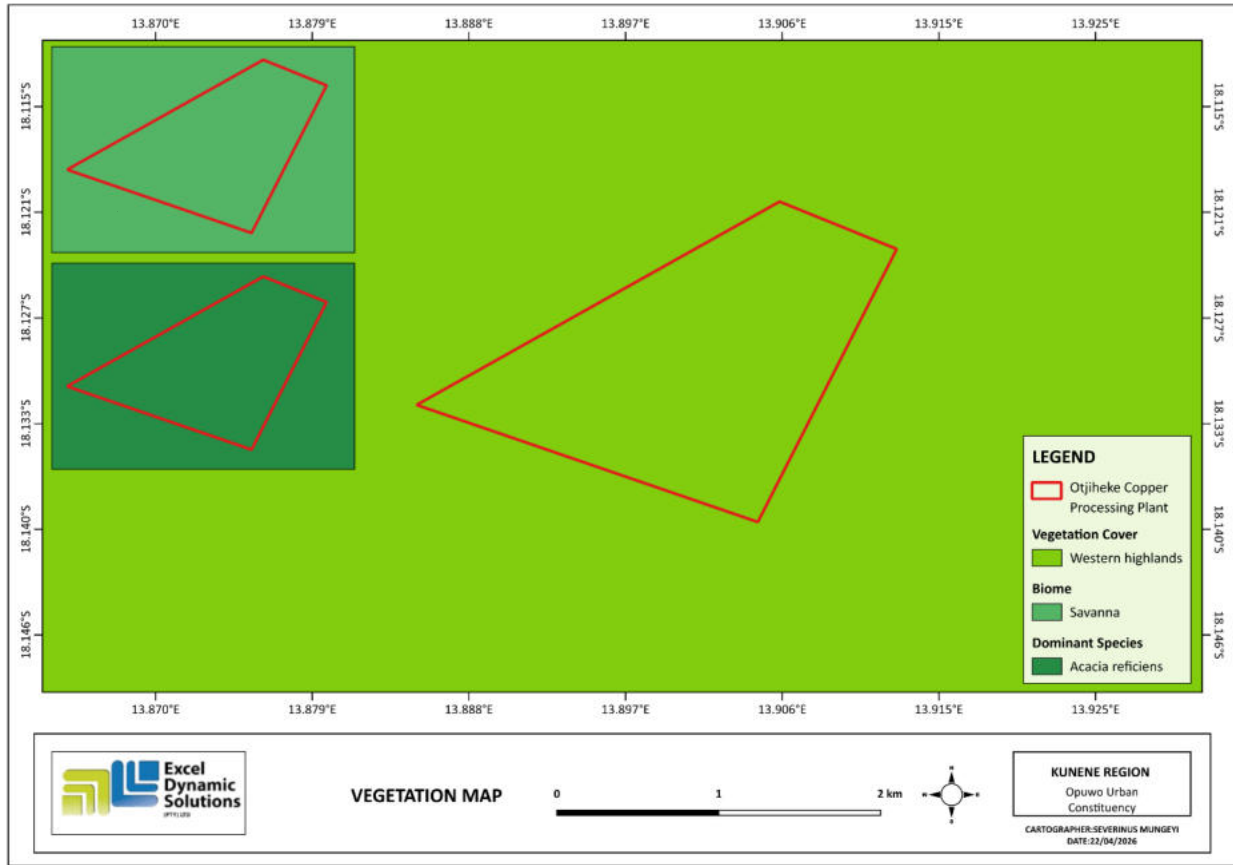 13.870°E 13.879°E 13.888°E 13.897°E 13.906°E 13.915°E 13.925°E
18.115°S 18.115°S
18.121°S 18.121°S
18.127°S 18.127°S
18.133°S 18.133°S
18.140°S 18.140°S
18.146°S 18.146°S
LEGEND
Otjiheke Copper
Processing Plant
Vegetation Cover
Western highlands
Biome
Savanna
Dominant Species
Acacia reficiens
13.870°E 13.879°E 13.888°E 13.897°E 13.906°E 13.915°E 13.925°E
Excel
Dynamic
Solutions
(PTY) LTD
VEGETATION MAP
0 1 2 km
N
S
KUNENE REGION
Opuwo Urban
Constituency
CARTOGRAPHER:SEVERINUS MUNGEYI
DATE:22/04/2026